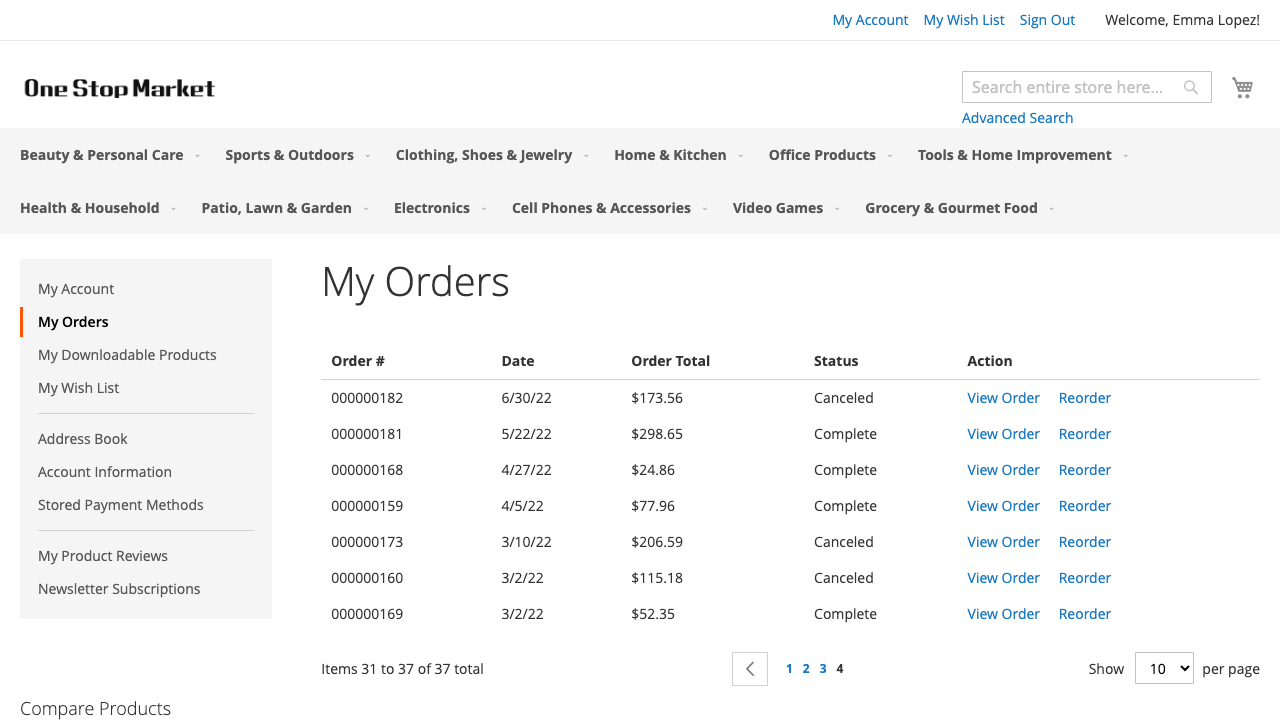 My Account My Wish List Sign Out Welcome, Emma Lopez!
One Stop Market
Search entire store here...
Advanced Search
Beauty & Personal Care Sports & Outdoors Clothing, Shoes & Jewelry Home & Kitchen Office Products Tools & Home Improvement
Health & Household Patio, Lawn & Garden Electronics Cell Phones & Accessories Video Games Grocery & Gourmet Food
My Account
My Orders
My Downloadable Products
My Wish List
Address Book
Account Information
Stored Payment Methods
My Product Reviews
Newsletter Subscriptions
My Orders
Order # Date Order Total Status Action
000000182 6/30/22 $173.56 Canceled View Order Reorder
000000181 5/22/22 $298.65 Complete View Order Reorder
000000168 4/27/22 $24.86 Complete View Order Reorder
000000159 4/5/22 $77.96 Complete View Order Reorder
000000173 3/10/22 $206.59 Canceled View Order Reorder
000000160 3/2/22 $115.18 Canceled View Order Reorder
000000169 3/2/22 $52.35 Complete View Order Reorder
Items 31 to 37 of 37 total 1 2 3 4 Show 10 per page
Compare Products